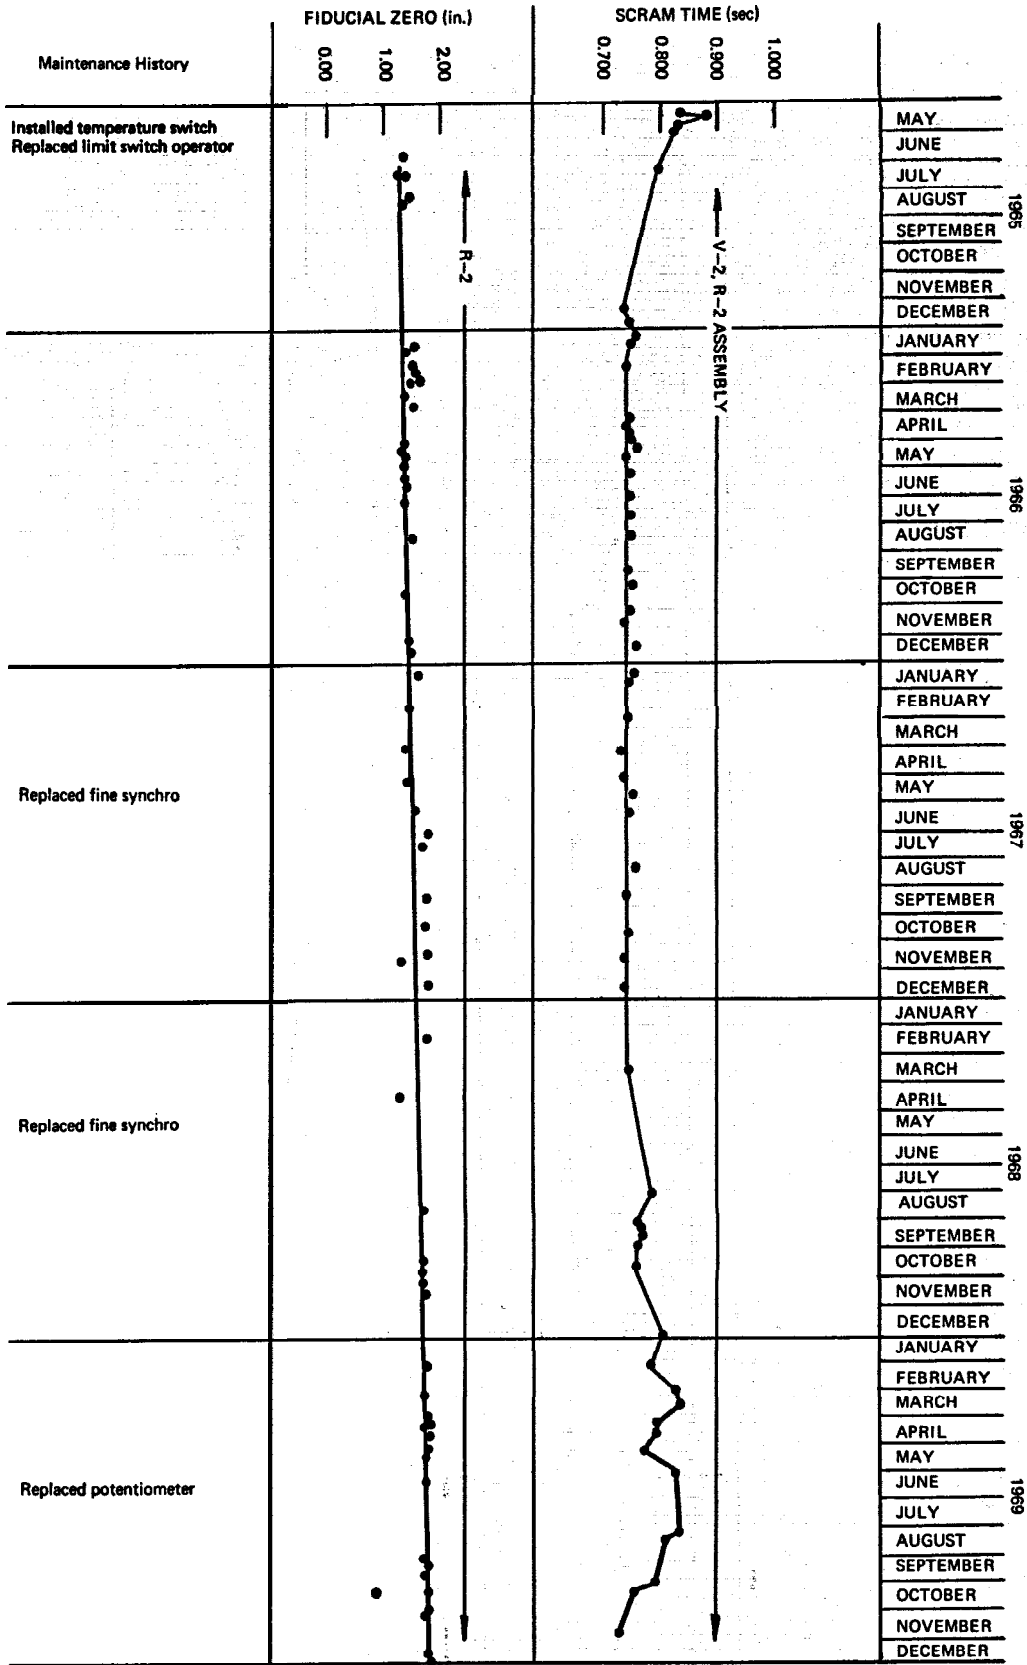 FIDUCIAL ZERO (in.)
SCRAM TIME (sec)
Maintenance History
0.00
1.00
2.00
0.700
0.800
0.900
1.000
Installed temperature switch
Replaced limit switch operator
R-2
V-2, R-2 ASSEMBLY
MAY
JUNE
JULY
AUGUST
SEPTEMBER
OCTOBER
NOVEMBER
DECEMBER
1965
JANUARY
FEBRUARY
MARCH
APRIL
MAY
JUNE
JULY
AUGUST
SEPTEMBER
OCTOBER
NOVEMBER
DECEMBER
1966
Replaced fine synchro
JANUARY
FEBRUARY
MARCH
APRIL
MAY
JUNE
JULY
AUGUST
SEPTEMBER
OCTOBER
NOVEMBER
DECEMBER
1967
Replaced fine synchro
JANUARY
FEBRUARY
MARCH
APRIL
MAY
JUNE
JULY
AUGUST
SEPTEMBER
OCTOBER
NOVEMBER
DECEMBER
1968
Replaced potentiometer
JANUARY
FEBRUARY
MARCH
APRIL
MAY
JUNE
JULY
AUGUST
SEPTEMBER
OCTOBER
NOVEMBER
DECEMBER
1969